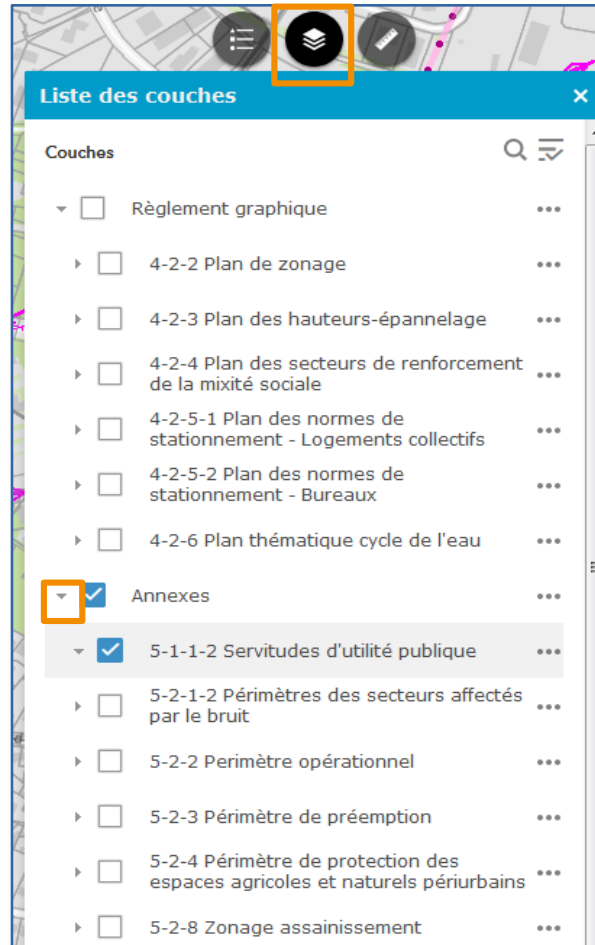 Liste des couches
Couches
Règlement graphique
4-2-2 Plan de zonage
4-2-3 Plan des hauteurs-épannelage
4-2-4 Plan des secteurs de renforcement
de la mixité sociale
4-2-5-1 Plan des normes de
stationnement - Logements collectifs
4-2-5-2 Plan des normes de
stationnement - Bureaux
4-2-6 Plan thématique cycle de l'eau
Annexes
5-1-1-2 Servitudes d'utilité publique
5-2-1-2 Périmètres des secteurs affectés
par le bruit
5-2-2 Perimètre opérationnel
5-2-3 Périmètre de préemption
5-2-4 Périmètre de protection des
espaces agricoles et naturels périurbains
5-2-8 Zonage assainissement